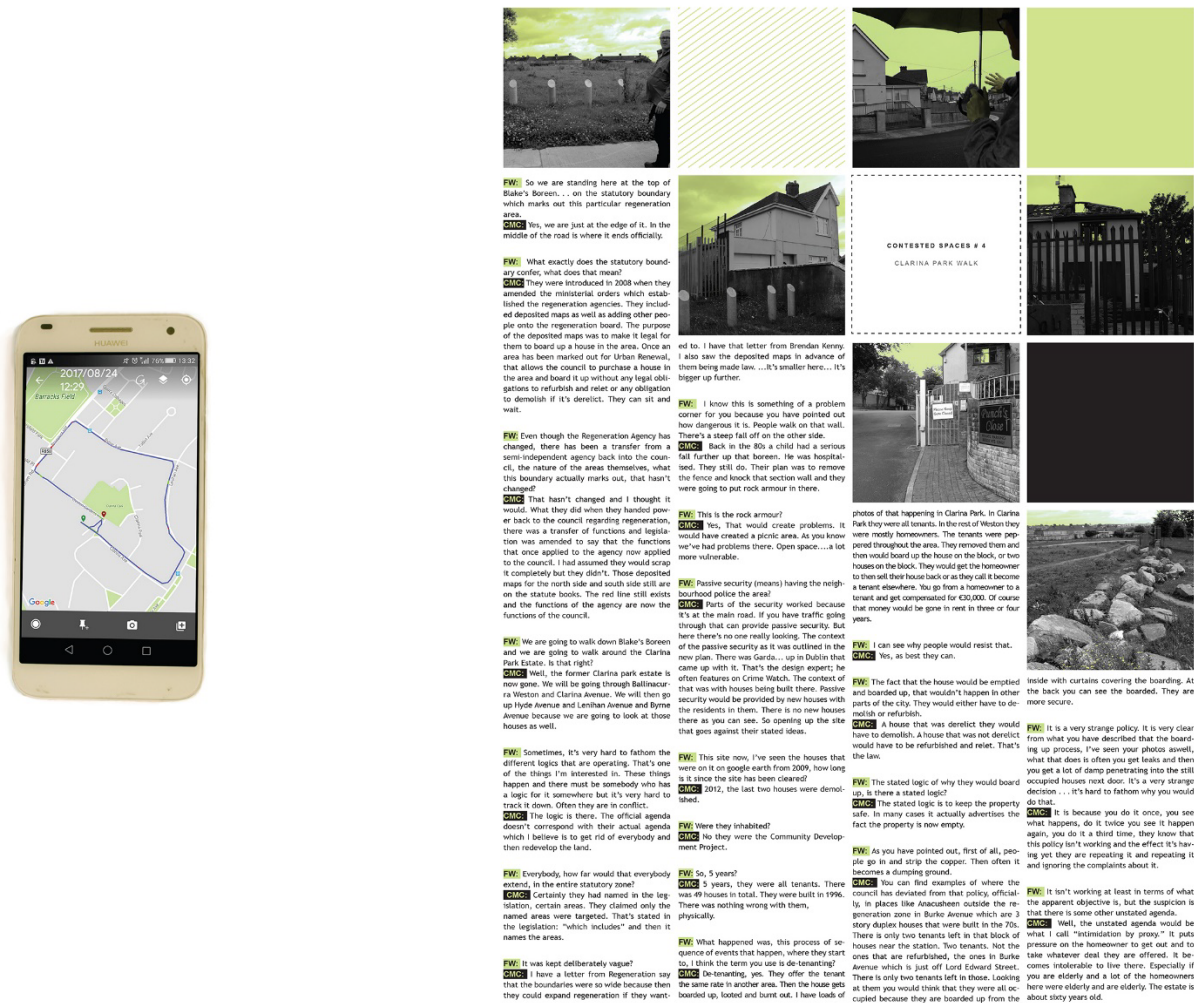 HUAWEI
70% 13:32
2017/08/24
12:29
Barracks Field
Google
FW: So we are standing here at the top of
Blake's Boreen. . . on the statutory boundary
which marks out this particular regeneration
area.
CMC: Yes, we are just at the edge of it. In the
middle of the road is where it ends officially.
FW: What exactly does the statutory bound-
ary confer, what does that mean?
CMC: They were introduced in 2008 when they
amended the ministerial orders which estab-
lished the regeneration agencies. They includ-
ed deposited maps as well as adding other peo-
ple onto the regeneration board. The purpose
of the deposited maps was to make it legal for
them to board up a house in the area. Once an
area has been marked out for Urban Renewal,
that allows the council to purchase a house in
the area and board it up without any legal obli-
gations to refurbish and relet or any obligation
to demolish if it's derelict. They can sit and
wait.
FW: Even though the Regeneration Agency has
changed, there has been a transfer from a
semi-independent agency back into the coun-
cil, the nature of the areas themselves, what
this boundary actually marks out, that hasn't
changed?
CMC: That hasn't changed and I thought it
would. What they did when they handed pow-
er back to the council regarding regeneration,
there was a transfer of functions and legisla-
tion was amended to say that the functions
that once applied to the agency now applied
to the council. I had assumed they would scrap
it completely but they didn't. Those deposited
maps for the north side and south side still are
on the statute books. The red line still exists
and the functions of the agency are now the
functions of the council.
FW: We are going to walk down Blake's Boreen
and we are going to walk around the Clarina
Park Estate. Is that right?
CMC: Well, the former Clarina park estate is
now gone. We will be going through Ballinacur-
ra Weston and Clarina Avenue. We will then go
up Hyde Avenue and Lenihan Avenue and Byrne
Avenue because we are going to look at those
houses as well.
FW: Sometimes, it's very hard to fathom the
different logics that are operating. That's one
of the things I'm interested in. These things
happen and there must be somebody who has
a logic for it somewhere but it's very hard to
track it down. Often they are in conflict.
CMC: The logic is there. The official agenda
doesn't correspond with their actual agenda
which I believe is to get rid of everybody and
then redevelop the land.
FW: Everybody, how far would that everybody
extend, in the entire statutory zone?
CMC: Certainly they had named in the leg-
islation, certain areas. They claimed only the
named areas were targeted. That's stated in
the legislation: "which includes" and then it
names the areas.
FW: It was kept deliberately vague?
CMC: I have a letter from Regeneration say
that the boundaries were so wide because then
they could expand regeneration if they want-
ed to. I have that letter from Brendan Kenny.
I also saw the deposited maps in advance of
them being made law. ...It's smaller here... It's
bigger up further.
FW: I know this is something of a problem
corner for you because you have pointed out
how dangerous it is. People walk on that wall.
There's a steep fall off on the other side.
CMC: Back in the 80s a child had a serious
fall further up that boreen. He was hospital-
ised. They still do. Their plan was to remove
the fence and knock that section wall and they
were going to put rock armour in there.
FW: This is the rock armour?
CMC: Yes, That would create problems. It
would have created a picnic area. As you know
we've had problems there. Open space....a lot
more vulnerable.
FW: Passive security (means) having the neigh-
bourhood police the area?
CMC: Parts of the security worked because
it's at the main road. If you have traffic going
through that can provide passive security. But
here there's no one really looking. The context
of the passive security as it was outlined in the
new plan. There was Garda... up in Dublin that
came up with it. That's the design expert; he
often features on Crime Watch. The context of
that was with houses being built there. Passive
security would be provided by new houses with
the residents in them. There is no new houses
there as you can see. So opening up the site
that goes against their stated ideas.
FW: This site now, I've seen the houses that
were on it on google earth from 2009, how long
is it since the site has been cleared?
CMC: 2012, the last two houses were demol-
ished.
FW: Were they inhabited?
CMC: No they were the Community Develop-
ment Project.
FW: So, 5 years?
CMC: 5 years, they were all tenants. There
was 49 houses in total. They were built in 1996.
There was nothing wrong with them,
physically.
FW: What happened was, this process of se-
quence of events that happen, where they start
to, I think the term you use is de-tenanting?
CMC: De-tenanting, yes. They offer the tenant
the same rate in another area. Then the house gets
boarded up, looted and burnt out. I have loads of
CONTESTED SPACES # 4
CLARINA PARK WALK
Punch's
Close
photos of that happening in Clarina Park. In Clarina
Park they were all tenants. In the rest of Weston they
were mostly homeowners. The tenants were pep-
pered throughout the area. They removed them and
then would board up the house on the block, or two
houses on the block. They would get the homeowner
to then sell their house back or as they call it become
a tenant elsewhere. You go from a homeowner to a
tenant and get compensated for €30,000. Of course
that money would be gone in rent in three or four
years.
FW: I can see why people would resist that.
CMC: Yes, as best they can.
FW: The fact that the house would be emptied
and boarded up, that wouldn't happen in other
parts of the city. They would either have to de-
molish or refurbish.
CMC: A house that was derelict they would
have to demolish. A house that was not derelict
would have to be refurbished and relet. That's
the law.
FW: The stated logic of why they would board
up, is there a stated logic?
CMC: The stated logic is to keep the property
safe. In many cases it actually advertises the
fact the property is now empty.
FW: As you have pointed out, first of all, peo-
ple go in and strip the copper. Then often it
becomes a dumping ground.
CMC: You can find examples of where the
council has deviated from that policy, official-
ly, in places like Anacusheen outside the re-
generation zone in Burke Avenue which are 3
story duplex houses that were built in the 70s.
There is only two tenants left in that block of
houses near the station. Two tenants. Not the
ones that are refurbished, the ones in Burke
Avenue which is just off Lord Edward Street.
There is only two tenants left in those. Looking
at them you would think that they were all oc-
cupied because they are boarded up from the
inside with curtains covering the boarding. At
the back you can see the boarded. They are
more secure.
FW: It is a very strange policy. It is very clear
from what you have described that the board-
ing up process, I've seen your photos aswell,
what that does is often you get leaks and then
you get a lot of damp penetrating into the still
occupied houses next door. It's a very strange
decision . . . it's hard to fathom why you would
do that.
CMC: It is because you do it once, you see
what happens, do it twice you see it happen
again, you do it a third time, they know that
this policy isn't working and the effect it's hav-
ing yet they are repeating it and repeating it
and ignoring the complaints about it.
FW: It isn't working at least in terms of what
the apparent objective is, but the suspicion is
that there is some other unstated agenda.
CMC: Well, the unstated agenda would be
what I call "intimidation by proxy." It puts
pressure on the homeowner to get out and to
take whatever deal they are offered. It be-
comes intolerable to live there. Especially if
you are elderly and a lot of the homeowners
here were elderly and are elderly. The estate is
about sixty years old.